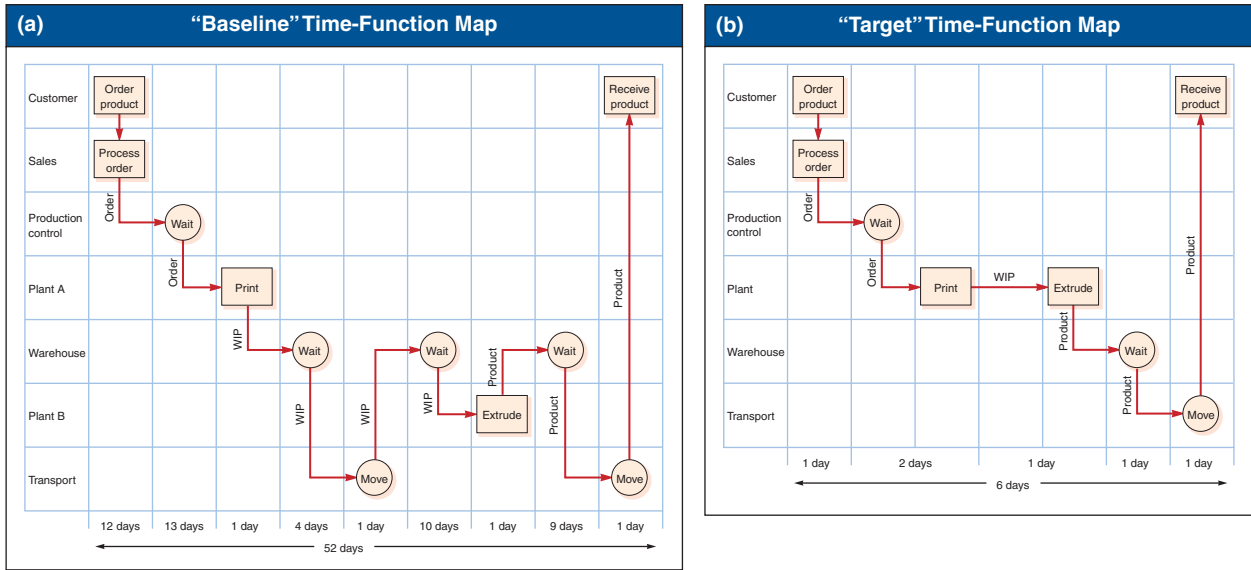 (a) “Baseline” Time-Function Map
Customer
Order
product
Receive
product
Sales
Process
order
Order
Production
control
Wait
Order
Plant A
Print
WIP
Product
Warehouse
Wait
Wait
Wait
WIP
WIP
WIP
Product
Product
Plant B
Extrude
Transport
Move
Move
12 days
13 days
1 day
4 days
1 day
10 days
1 day
9 days
1 day
52 days
(b) “Target” Time-Function Map
Customer
Order
product
Receive
product
Sales
Process
order
Order
Production
control
Wait
Order
Product
Plant
Print
WIP
Extrude
Product
Warehouse
Wait
Product
Transport
Move
1 day
2 days
1 day
1 day
1 day
6 days